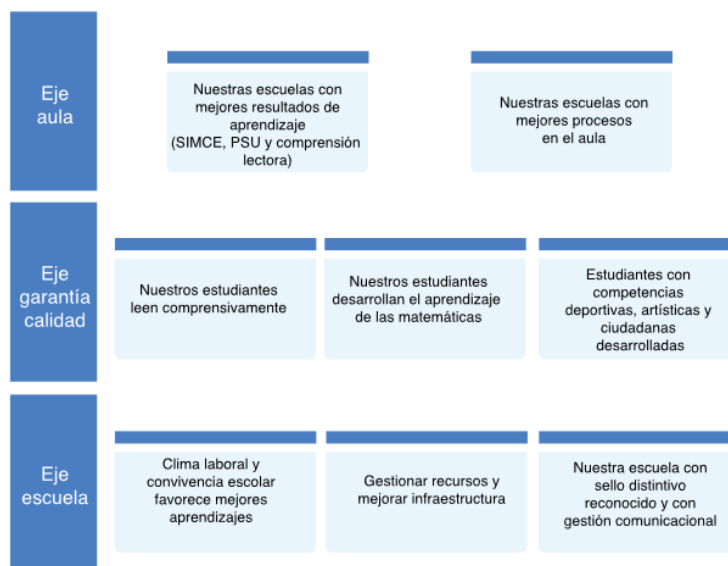 Eje
aula
Nuestras escuelas con
mejores resultados de
aprendizaje
(SIMCE, PSU y comprensión
lectora)
Nuestras escuelas con
mejores procesos
en el aula
Eje
garantía
calidad
Nuestros estudiantes
leen comprensivamente
Nuestros estudiantes
desarrollan el aprendizaje
de las matemáticas
Estudiantes con
competencias
deportivas, artísticas y
ciudadanas
desarrolladas
Eje
escuela
Clima laboral y
convivencia escolar
favorece mejores
aprendizajes
Gestionar recursos y
mejorar infraestructura
Nuestra escuela con
sello distintivo
reconocido y con
gestión comunicacional